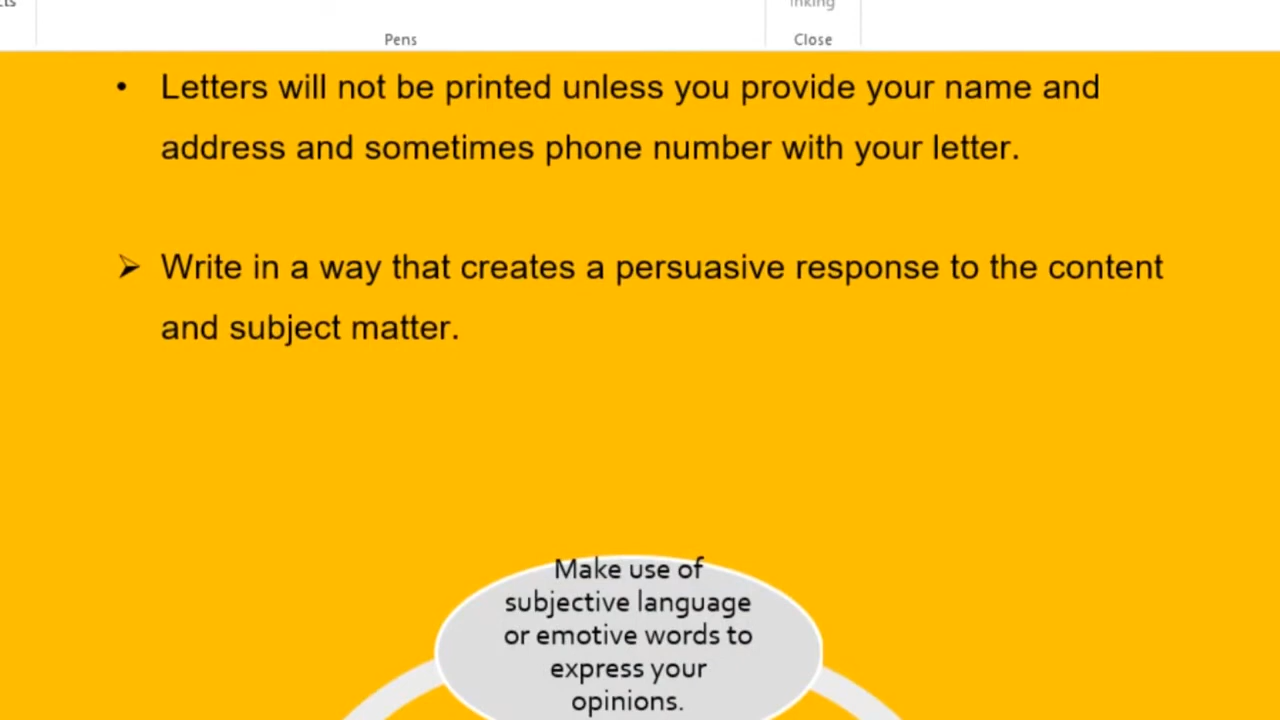 Pens
Close
• Letters will not be printed unless you provide your name and
address and sometimes phone number with your letter.
➢ Write in a way that creates a persuasive response to the content
and subject matter.
Make use of
subjective language
or emotive words to
express your
opinions.